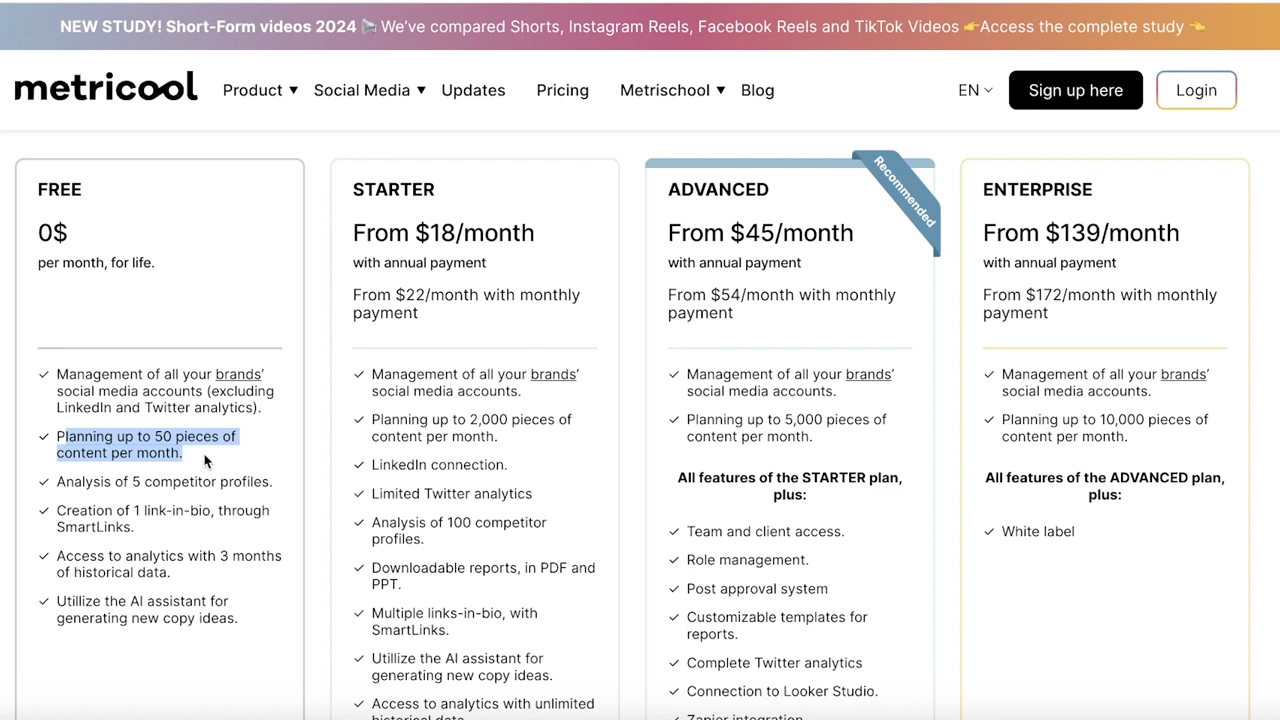 NEW STUDY! Short-Form videos 2024 📢 We've compared Shorts, Instagram Reels, Facebook Reels and TikTok Videos 👉Access the complete study 👈
metricool
Product ▼ Social Media ▼ Updates Pricing Metrischool ▼ Blog EN Sign up here Login
FREE
0$
per month, for life.
✓ Management of all your brands'
social media accounts (excluding
LinkedIn and Twitter analytics).
✓ Planning up to 50 pieces of
content per month.
✓ Analysis of 5 competitor profiles.
✓ Creation of 1 link-in-bio, through
SmartLinks.
✓ Access to analytics with 3 months
of historical data.
✓ Utillize the AI assistant for
generating new copy ideas.
STARTER
From $18/month
with annual payment
From $22/month with monthly
payment
✓ Management of all your brands'
social media accounts.
✓ Planning up to 2,000 pieces of
content per month.
✓ LinkedIn connection.
✓ Limited Twitter analytics
✓ Analysis of 100 competitor
profiles.
✓ Downloadable reports, in PDF and
PPT.
✓ Multiple links-in-bio, with
SmartLinks.
✓ Utillize the AI assistant for
generating new copy ideas.
✓ Access to analytics with unlimited
historical data
Recommended
ADVANCED
From $45/month
with annual payment
From $54/month with monthly
payment
✓ Management of all your brands'
social media accounts.
✓ Planning up to 5,000 pieces of
content per month.
All features of the STARTER plan,
plus:
✓ Team and client access.
✓ Role management.
✓ Post approval system
✓ Customizable templates for
reports.
✓ Complete Twitter analytics
✓ Connection to Looker Studio.
Zapier integration
ENTERPRISE
From $139/month
with annual payment
From $172/month with monthly
payment
✓ Management of all your brands'
social media accounts.
✓ Planning up to 10,000 pieces of
content per month.
All features of the ADVANCED plan,
plus:
✓ White label